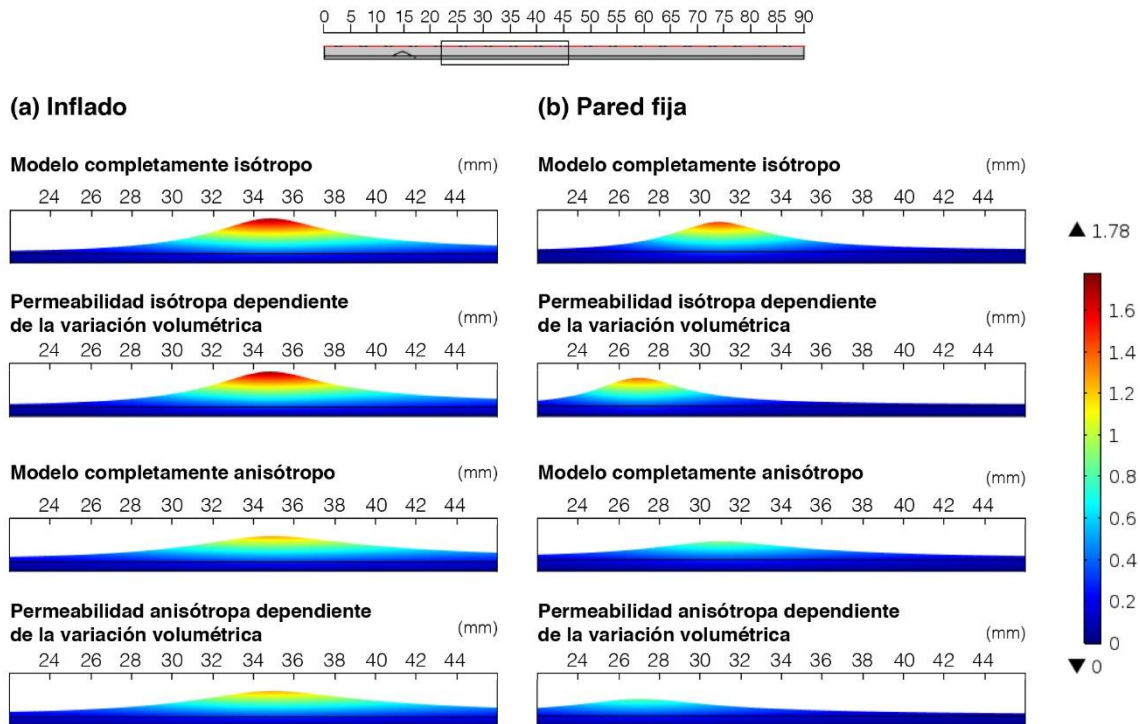 0 5 10 15 20 25 30 35 40 45 50 55 60 65 70 75 80 85 90
(a) Inflado
Modelo completamente isótropo (mm)
24 26 28 30 32 34 36 38 40 42 44
Permeabilidad isótropa dependiente
de la variación volumétrica (mm)
24 26 28 30 32 34 36 38 40 42 44
Modelo completamente anisótropo (mm)
24 26 28 30 32 34 36 38 40 42 44
Permeabilidad anisótropa dependiente
de la variación volumétrica (mm)
24 26 28 30 32 34 36 38 40 42 44
(b) Pared fija
Modelo completamente isótropo (mm)
24 26 28 30 32 34 36 38 40 42 44
Permeabilidad isótropa dependiente
de la variación volumétrica (mm)
24 26 28 30 32 34 36 38 40 42 44
Modelo completamente anisótropo (mm)
24 26 28 30 32 34 36 38 40 42 44
Permeabilidad anisótropa dependiente
de la variación volumétrica (mm)
24 26 28 30 32 34 36 38 40 42 44
▲ 1.78
1.6
1.4
1.2
1
0.8
0.6
0.4
0.2
0
▼ 0